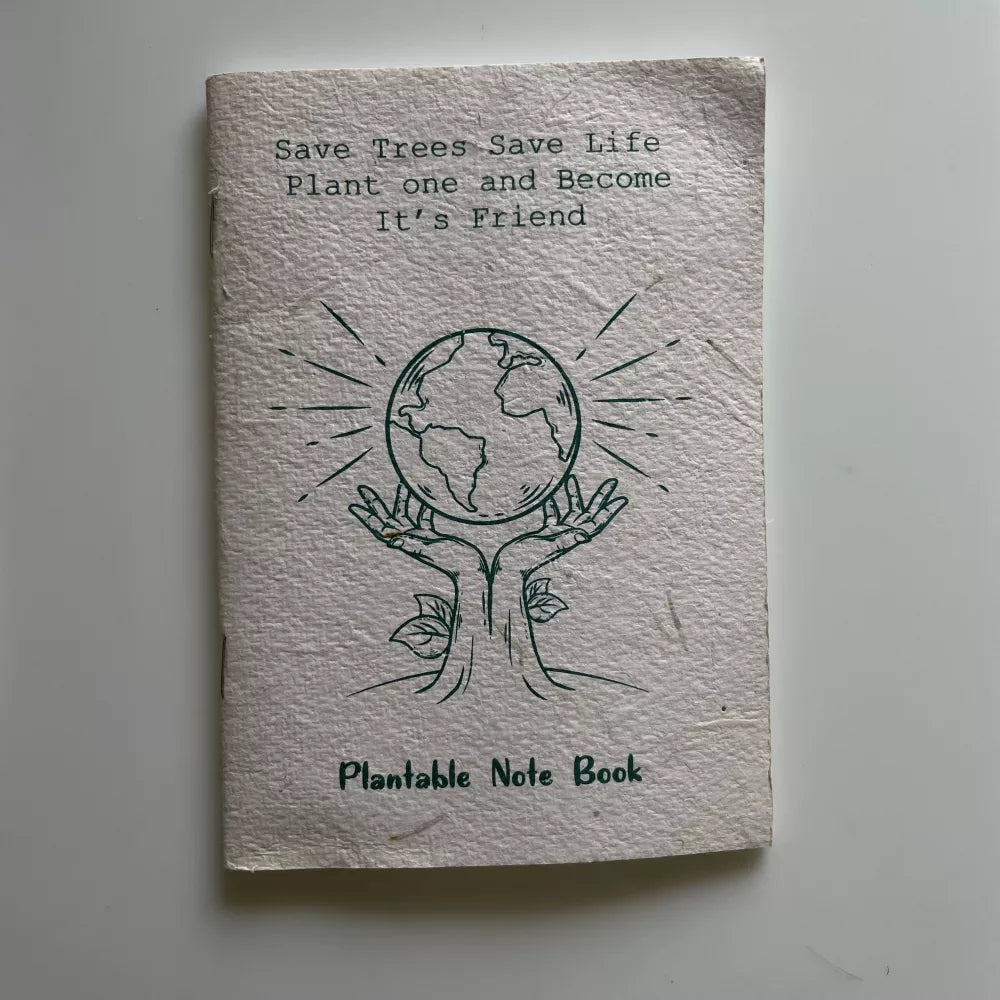 Save Trees Save Life
Plant one and Become
It's Friend
Plantable Note Book